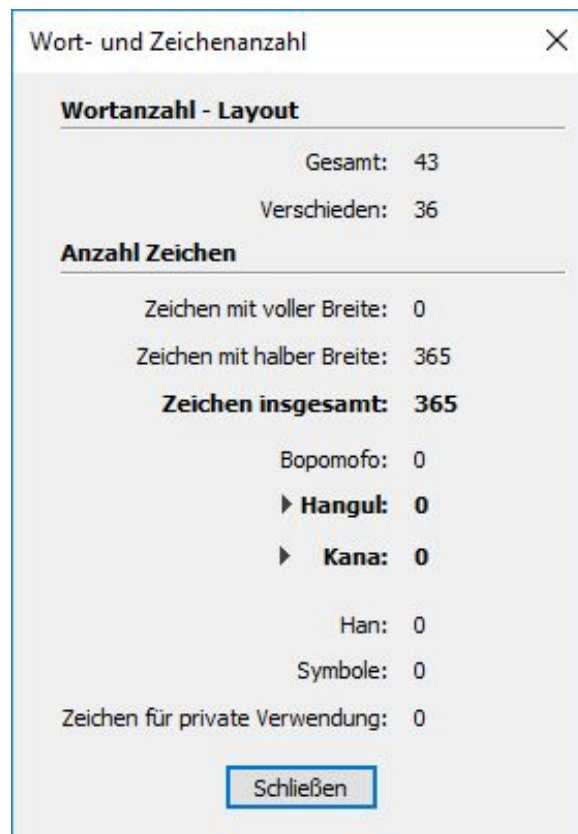 Wort- und Zeichenanzahl
Wortanzahl - Layout
Gesamt: 43
Verschieden: 36
Anzahl Zeichen
Zeichen mit voller Breite: 0
Zeichen mit halber Breite: 365
Zeichen insgesamt: 365
Bopomofo: 0
Hangul: 0
Kana: 0
Han: 0
Symbole: 0
Zeichen für private Verwendung: 0
Schließen